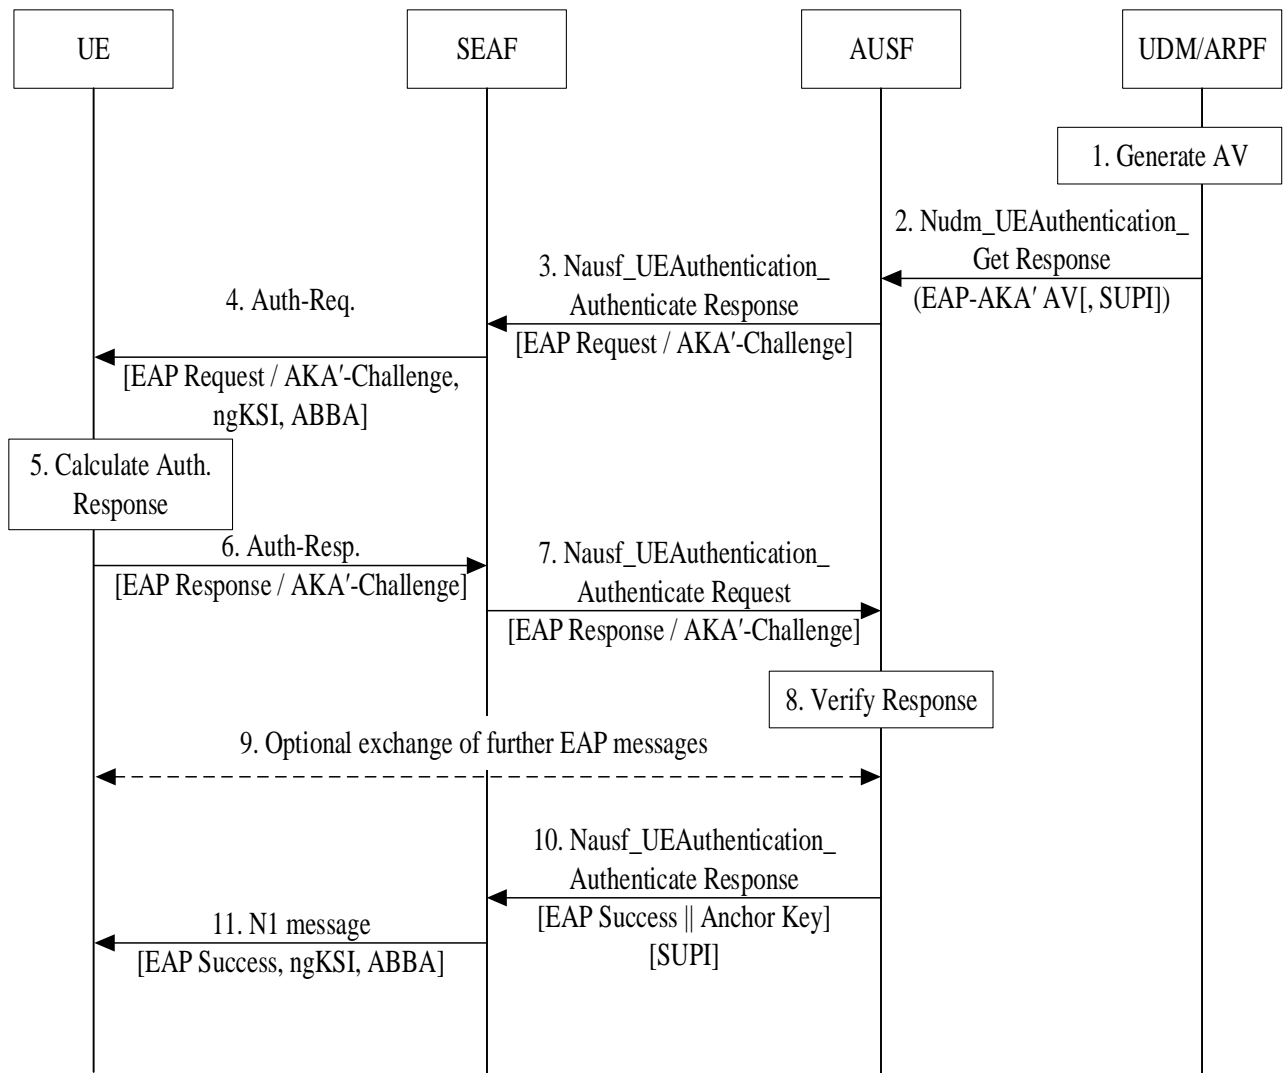 UE
SEAF
AUSF
UDM/ARPF
1. Generate AV
2. Nudm_UEAuthentication_
Get Response
(EAP-AKA′ AV[, SUPI])
3. Nausf_UEAuthentication_
Authenticate Response
[EAP Request / AKA′-Challenge]
4. Auth-Req.
[EAP Request / AKA′-Challenge,
ngKSI, ABBA]
5. Calculate Auth.
Response
6. Auth-Resp.
[EAP Response / AKA′-Challenge]
7. Nausf_UEAuthentication_
Authenticate Request
[EAP Response / AKA′-Challenge]
8. Verify Response
9. Optional exchange of further EAP messages
10. Nausf_UEAuthentication_
Authenticate Response
[EAP Success || Anchor Key]
[SUPI]
11. N1 message
[EAP Success, ngKSI, ABBA]